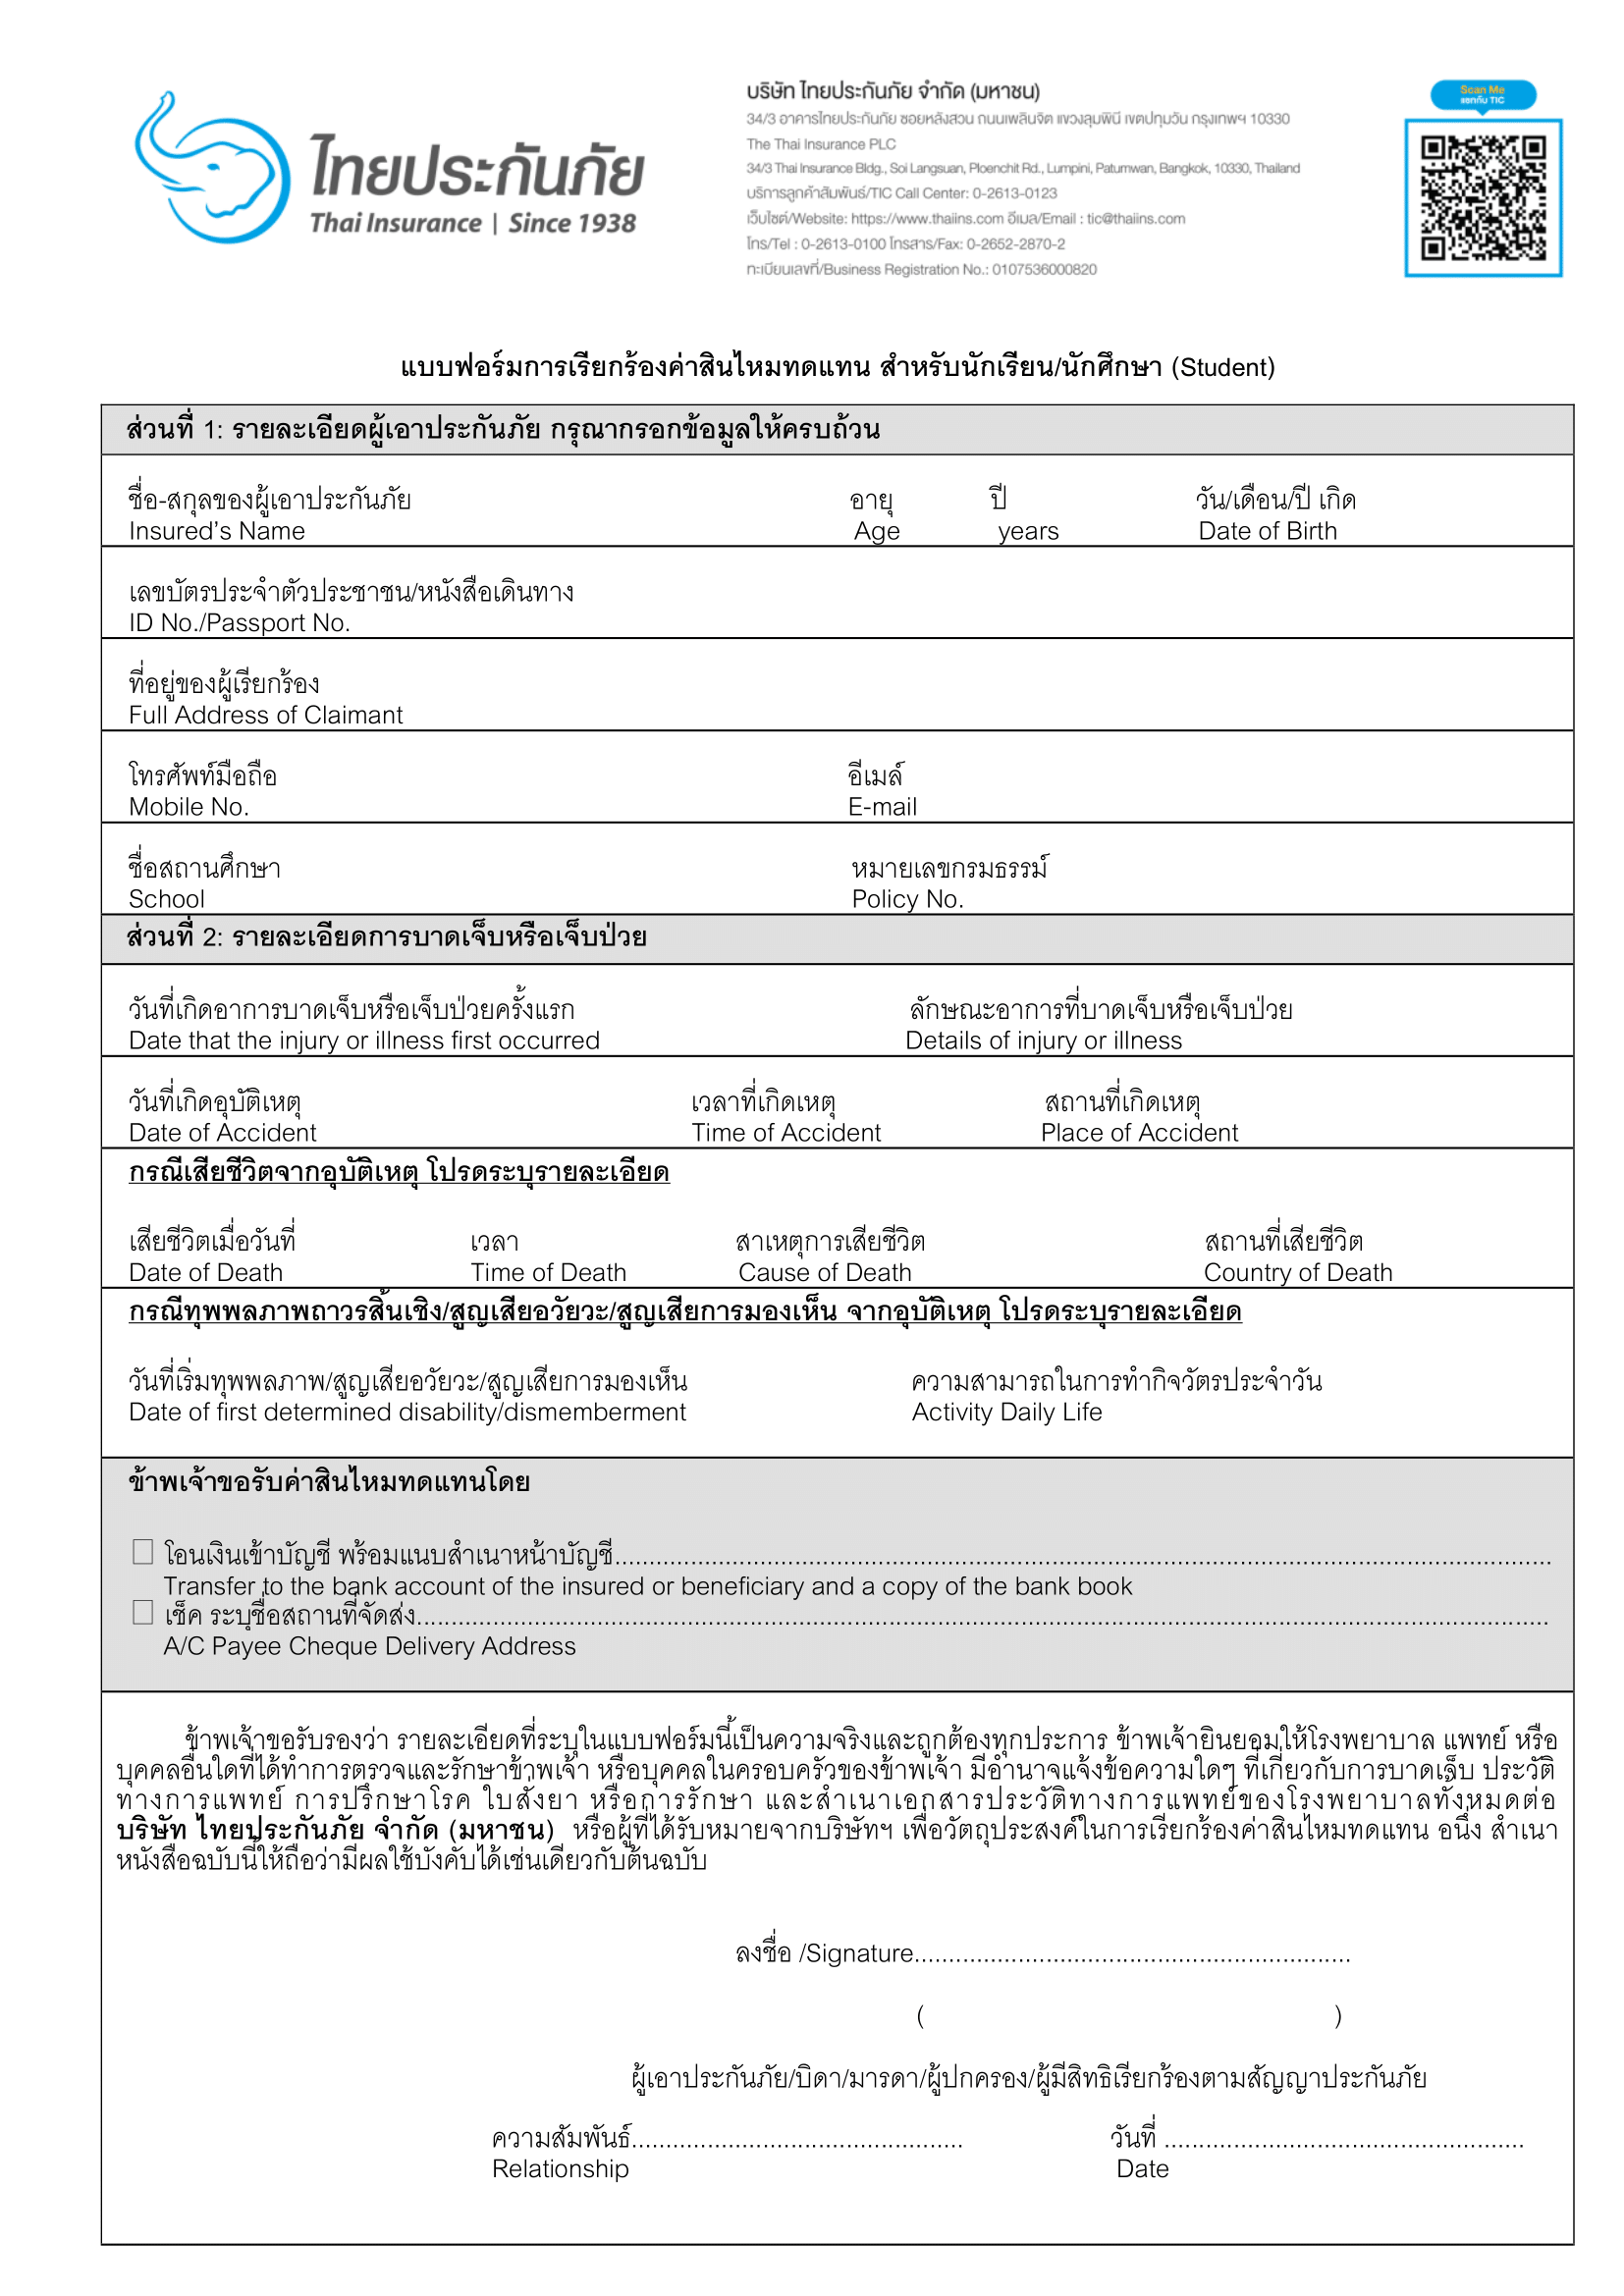 ไทยประกันภัย
Thai Insurance | Since 1938
บริษัท ไทยประกันภัย จำกัด (มหาชน)
34/3 อาคารไทยประกันภัย ซอยหลังสวน ถนนเพลินจิต แขวงลุมพินี เขตปทุมวัน กรุงเทพฯ 10330
The Thai Insurance PLC
34/3 Thai Insurance Bldg., Soi Langsuan, Ploenchit Rd., Lumpini, Patumwan, Bangkok, 10330, Thailand
บริการลูกค้าสัมพันธ์/TIC Call Center: 0-2613-0123
เว็บไซต์/Website: https://www.thaiins.com อีเมล/Email : tic@thaiins.com
โทร/Tel : 0-2613-0100 โทรสาร/Fax: 0-2652-2870-2
ทะเบียนเลขที่/Business Registration No.: 0107536000820
Scan Me
แชทกับ TIC
แบบฟอร์มการเรียกร้องค่าสินไหมทดแทน สำหรับนักเรียน/นักศึกษา (Student)
ส่วนที่ 1: รายละเอียดผู้เอาประกันภัย กรุณากรอกข้อมูลให้ครบถ้วน
ชื่อ-สกุลของผู้เอาประกันภัย อายุ ปี วัน/เดือน/ปี เกิด
Insured’s Name Age years Date of Birth
เลขบัตรประจำตัวประชาชน/หนังสือเดินทาง
ID No./Passport No.
ที่อยู่ของผู้เรียกร้อง
Full Address of Claimant
โทรศัพท์มือถือ อีเมล์
Mobile No. E-mail
ชื่อสถานศึกษา หมายเลขกรมธรรม์
School Policy No.
ส่วนที่ 2: รายละเอียดการบาดเจ็บหรือเจ็บป่วย
วันที่เกิดอาการบาดเจ็บหรือเจ็บป่วยครั้งแรก ลักษณะอาการที่บาดเจ็บหรือเจ็บป่วย
Date that the injury or illness first occurred Details of injury or illness
วันที่เกิดอุบัติเหตุ เวลาที่เกิดเหตุ สถานที่เกิดเหตุ
Date of Accident Time of Accident Place of Accident
กรณีเสียชีวิตจากอุบัติเหตุ โปรดระบุรายละเอียด
เสียชีวิตเมื่อวันที่ เวลา สาเหตุการเสียชีวิต สถานที่เสียชีวิต
Date of Death Time of Death Cause of Death Country of Death
กรณีทุพพลภาพถาวรสิ้นเชิง/สูญเสียอวัยวะ/สูญเสียการมองเห็น จากอุบัติเหตุ โปรดระบุรายละเอียด
วันที่เริ่มทุพพลภาพ/สูญเสียอวัยวะ/สูญเสียการมองเห็น ความสามารถในการทำกิจวัตรประจำวัน
Date of first determined disability/dismemberment Activity Daily Life
ข้าพเจ้าขอรับค่าสินไหมทดแทนโดย
☐ โอนเงินเข้าบัญชี พร้อมแนบสำเนาหน้าบัญชี........................................
Transfer to the bank account of the insured or beneficiary and a copy of the bank book
☐ เช็ค ระบุชื่อสถานที่จัดส่ง........................................
A/C Payee Cheque Delivery Address
ข้าพเจ้าขอรับรองว่า รายละเอียดที่ระบุในแบบฟอร์มนี้เป็นความจริงและถูกต้องทุกประการ ข้าพเจ้ายินยอมให้โรงพยาบาล แพทย์ หรือ
บุคคลอื่นใดที่ได้ทำการตรวจและรักษาข้าพเจ้า หรือบุคคลในครอบครัวของข้าพเจ้า มีอำนาจแจ้งข้อความใดๆ ที่เกี่ยวกับการบาดเจ็บ ประวัติ
ทางการแพทย์ การปรึกษาโรค ใบสั่งยา หรือการรักษา และสำเนาเอกสารประวัติทางการแพทย์ของโรงพยาบาลทั้งหมดต่อ
บริษัท ไทยประกันภัย จำกัด (มหาชน) หรือผู้ที่ได้รับหมายจากบริษัทฯ เพื่อวัตถุประสงค์ในการเรียกร้องค่าสินไหมทดแทน อนึ่ง สำเนา
หนังสือฉบับนี้ให้ถือว่ามีผลใช้บังคับได้เช่นเดียวกับต้นฉบับ
ลงชื่อ /Signature........................................
( )
ผู้เอาประกันภัย/บิดา/มารดา/ผู้ปกครอง/ผู้มีสิทธิเรียกร้องตามสัญญาประกันภัย
ความสัมพันธ์........................................ วันที่ ........................................
Relationship Date